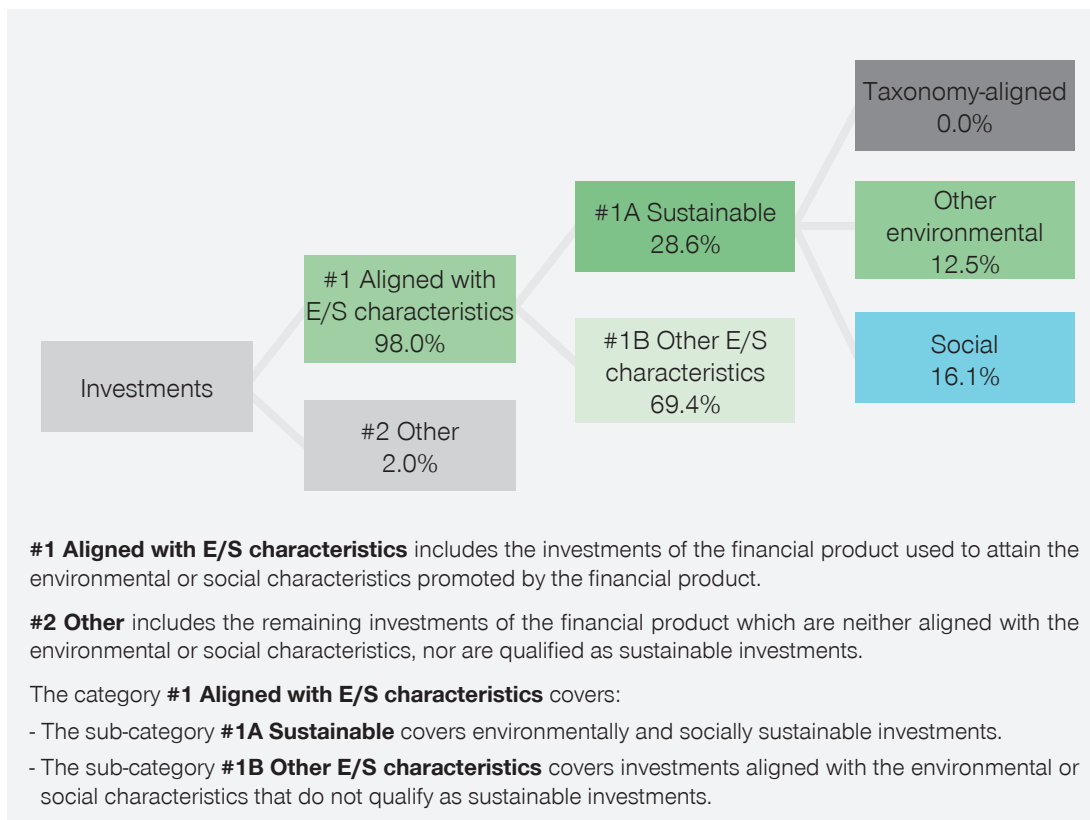 Taxonomy-aligned
0.0%
#1A Sustainable
28.6%
Other
environmental
12.5%
#1 Aligned with
E/S characteristics
98.0%
#1B Other E/S
characteristics
69.4%
Social
16.1%
Investments
#2 Other
2.0%
#1 Aligned with E/S characteristics includes the investments of the financial product used to attain the
environmental or social characteristics promoted by the financial product.
#2 Other includes the remaining investments of the financial product which are neither aligned with the
environmental or social characteristics, nor are qualified as sustainable investments.
The category #1 Aligned with E/S characteristics covers:
- The sub-category #1A Sustainable covers environmentally and socially sustainable investments.
- The sub-category #1B Other E/S characteristics covers investments aligned with the environmental or
social characteristics that do not qualify as sustainable investments.